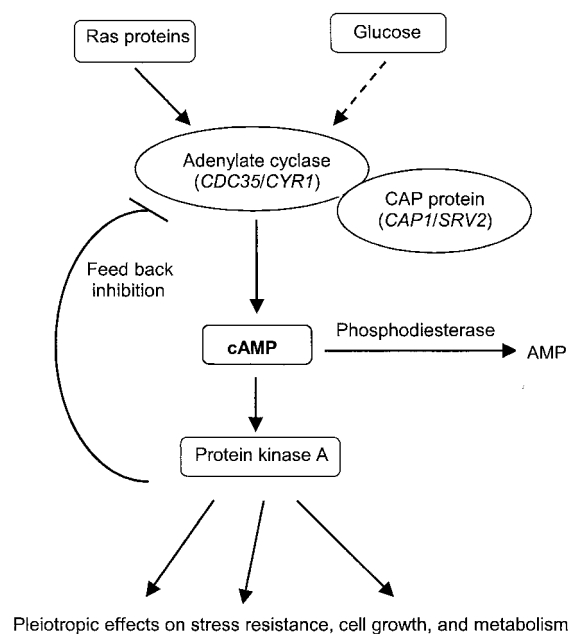 Ras proteins
Glucose
Adenylate cyclase
(CDC35/CYR1)
CAP protein
(CAP1/SRV2)
Feed back
inhibition
cAMP
Phosphodiesterase
AMP
Protein kinase A
Pleiotropic effects on stress resistance, cell growth, and metabolism